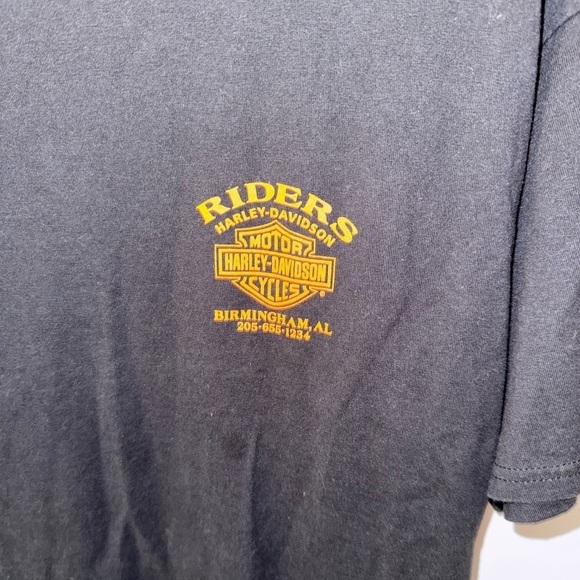 RIDERS
HARLEY-DAVIDSON
MOTOR
HARLEY-DAVIDSON
CYCLES
®
BIRMINGHAM, AL
205-655-1234